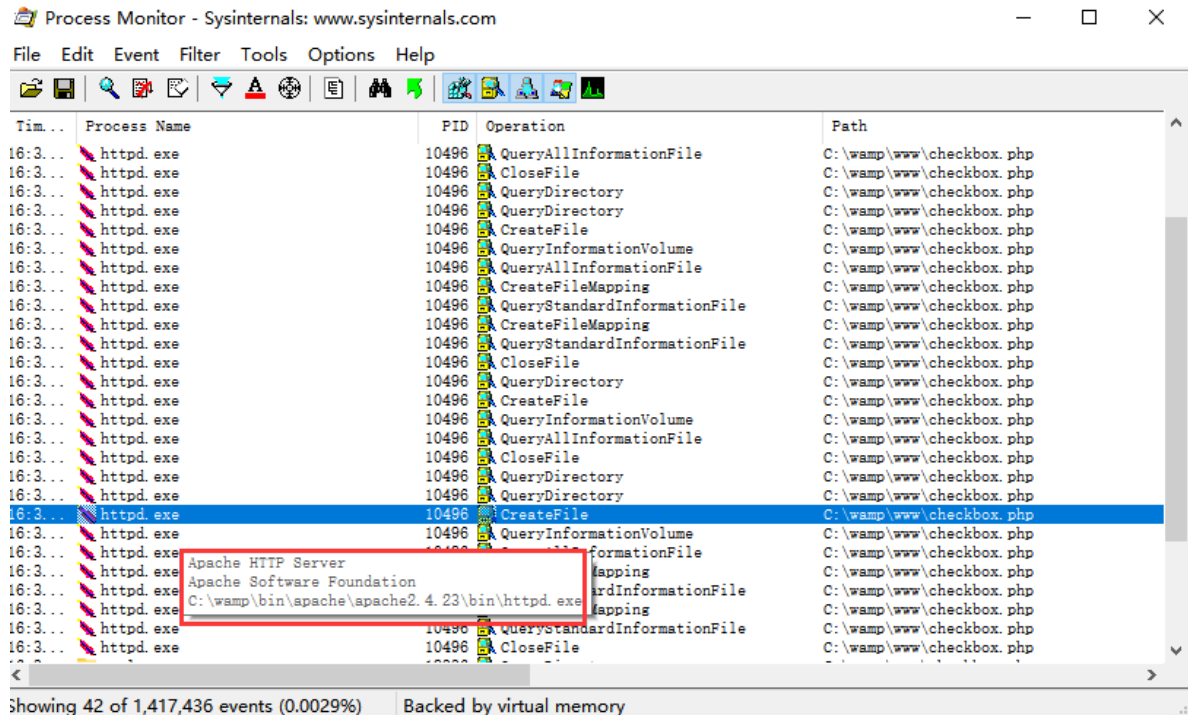 Process Monitor - Sysinternals: www.sysinternals.com
File Edit Event Filter Tools Options Help
Tim... Process Name PID Operation Path
16:3... httpd.exe 10496 QueryAllInformationFile C:\wamp\www\checkbox.php
16:3... httpd.exe 10496 CloseFile C:\wamp\www\checkbox.php
16:3... httpd.exe 10496 QueryDirectory C:\wamp\www\checkbox.php
16:3... httpd.exe 10496 QueryDirectory C:\wamp\www\checkbox.php
16:3... httpd.exe 10496 CreateFile C:\wamp\www\checkbox.php
16:3... httpd.exe 10496 QueryInformationVolume C:\wamp\www\checkbox.php
16:3... httpd.exe 10496 QueryAllInformationFile C:\wamp\www\checkbox.php
16:3... httpd.exe 10496 CreateFileMapping C:\wamp\www\checkbox.php
16:3... httpd.exe 10496 QueryStandardInformationFile C:\wamp\www\checkbox.php
16:3... httpd.exe 10496 CreateFileMapping C:\wamp\www\checkbox.php
16:3... httpd.exe 10496 QueryStandardInformationFile C:\wamp\www\checkbox.php
16:3... httpd.exe 10496 CloseFile C:\wamp\www\checkbox.php
16:3... httpd.exe 10496 QueryDirectory C:\wamp\www\checkbox.php
16:3... httpd.exe 10496 CreateFile C:\wamp\www\checkbox.php
16:3... httpd.exe 10496 QueryInformationVolume C:\wamp\www\checkbox.php
16:3... httpd.exe 10496 QueryAllInformationFile C:\wamp\www\checkbox.php
16:3... httpd.exe 10496 CloseFile C:\wamp\www\checkbox.php
16:3... httpd.exe 10496 QueryDirectory C:\wamp\www\checkbox.php
16:3... httpd.exe 10496 QueryDirectory C:\wamp\www\checkbox.php
16:3... httpd.exe 10496 CreateFile C:\wamp\www\checkbox.php
16:3... httpd.exe 10496 QueryInformationVolume C:\wamp\www\checkbox.php
16:3... httpd.exe formationFile C:\wamp\www\checkbox.php
16:3... httpd.exe Mapping C:\wamp\www\checkbox.php
16:3... httpd.exe ardInformationFile C:\wamp\www\checkbox.php
16:3... httpd.exe Mapping C:\wamp\www\checkbox.php
16:3... httpd.exe 10496 QueryStandardInformationFile C:\wamp\www\checkbox.php
16:3... httpd.exe 10496 CloseFile C:\wamp\www\checkbox.php
Apache HTTP Server
Apache Software Foundation
C:\wamp\bin\apache\apache2.4.23\bin\httpd.exe
Showing 42 of 1,417,436 events (0.0029%) Backed by virtual memory